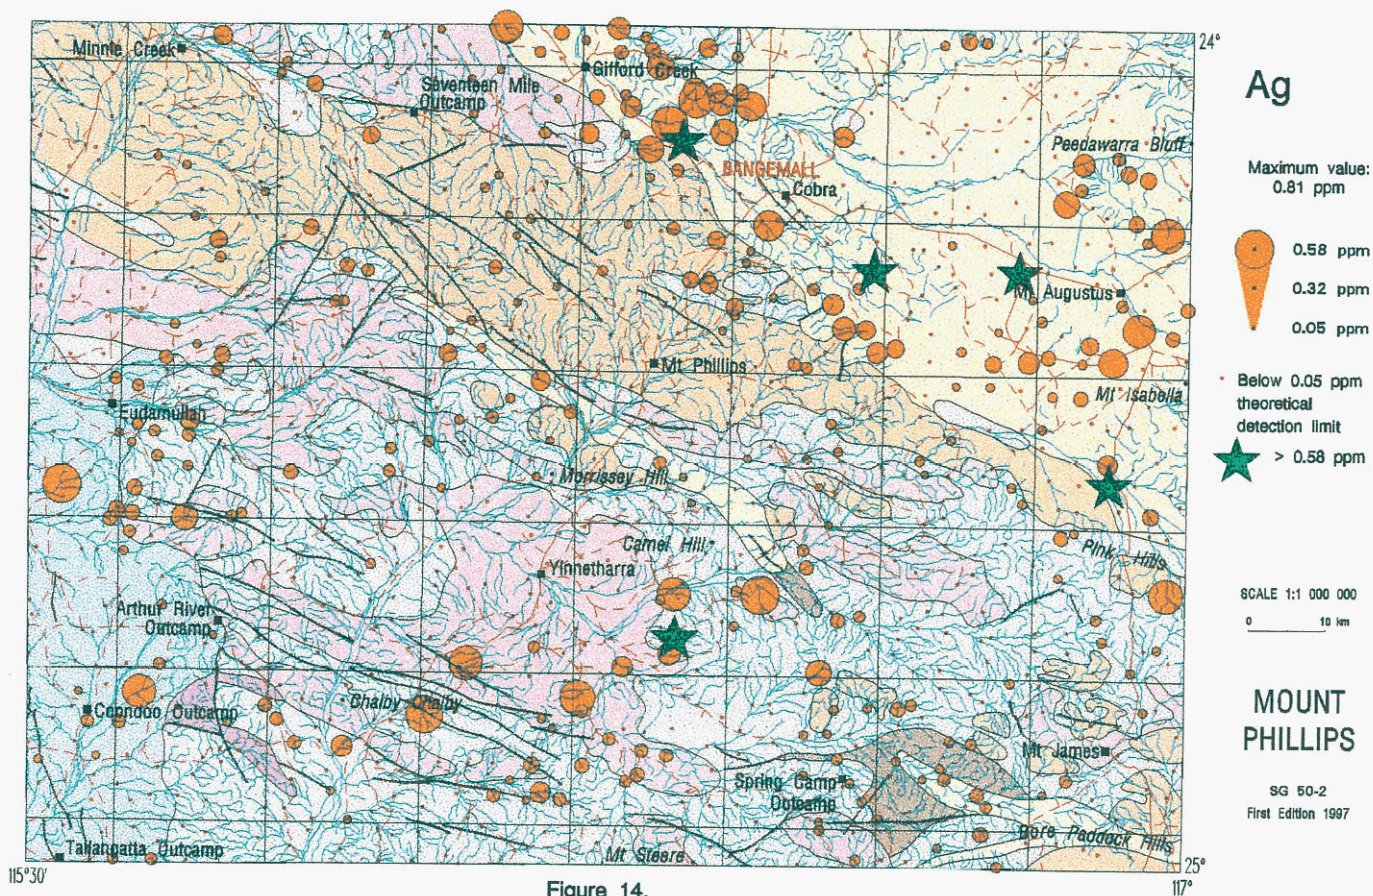 24°
Minnie Creek
Gifford Creek
Seventeen Mile
Outcamp
Peedawarra Bluff
BANGEMALL
Cobra
Mt Augustus
Mt Phillips
Mt Isabella
Eudamullah
Morrissey Hill
Camel Hill
Pink Hills
Yinnetharra
Arthur River
Outcamp
Coondoo Outcamp
Bhalby Bhalby
Mt James
Spring Camp
Outcamp
Bore Paddock Hills
Mt Steere
Tallangatta Outcamp
25°
115°30'
117°
Figure 14.
Ag
Maximum value:
0.81 ppm
0.58 ppm
0.32 ppm
0.05 ppm
Below 0.05 ppm
theoretical
detection limit
> 0.58 ppm
SCALE 1:1 000 000
0 10 km
MOUNT
PHILLIPS
SG 50-2
First Edition 1997